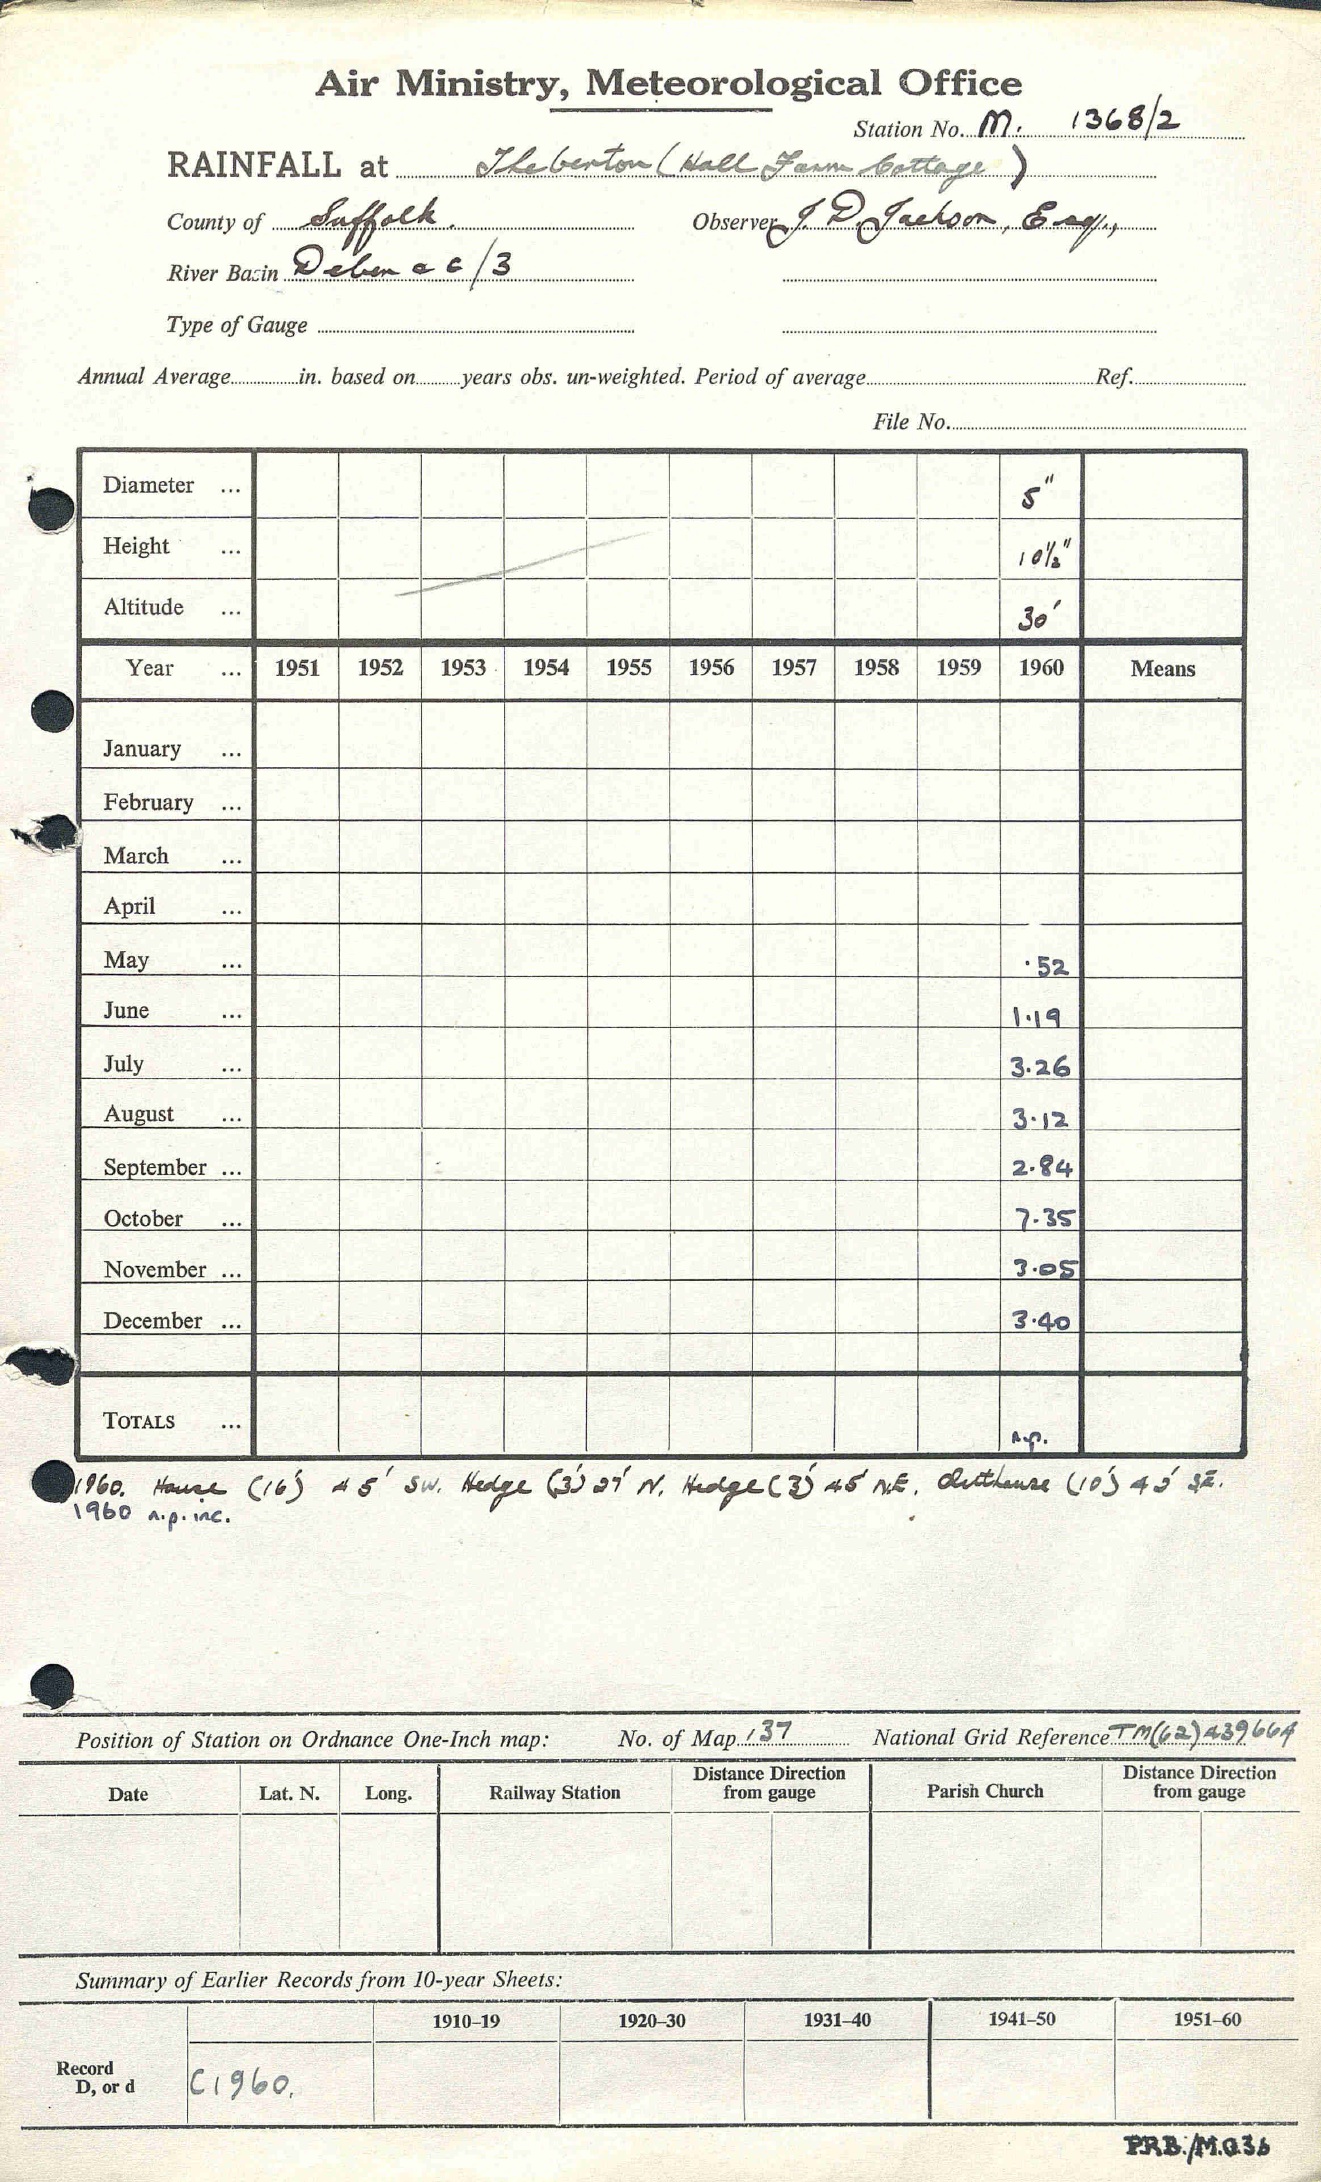 Air Ministry, Meteorological Office
Station No. M. 1368/2
RAINFALL at Theberton (Hall Farm Cottage)
County of Suffolk. Observer J. D. Jackson, Esq.,
River Basin Deben &c/3
Type of Gauge
Annual Average in. based on years obs. un-weighted. Period of average Ref.
File No.
Diameter ... 5"
Height ... 10½"
Altitude ... 30'
Year ... 1951 1952 1953 1954 1955 1956 1957 1958 1959 1960 Means
January ...
February ...
March ...
April ...
May ... ·52
June ... 1·19
July ... 3·26
August ... 3·12
September ... 2·84
October ... 7·35
November ... 3·05
December ... 3·40
TOTALS ... n.p.
1960. House (16') 45' SW. Hedge (3') 27' N. Hedge (3') 45' N.E. Outhouse (10') 45' SE.
1960 n.p. inc.
Position of Station on Ordnance One-Inch map: No. of Map 137 National Grid Reference TM(62)439664
Date Lat. N. Long. Railway Station Distance Direction from gauge Parish Church Distance Direction from gauge
Summary of Earlier Records from 10-year Sheets:
1910–19 1920–30 1931–40 1941–50 1951–60
Record
D, or d C1960.
PRB./M.O.36